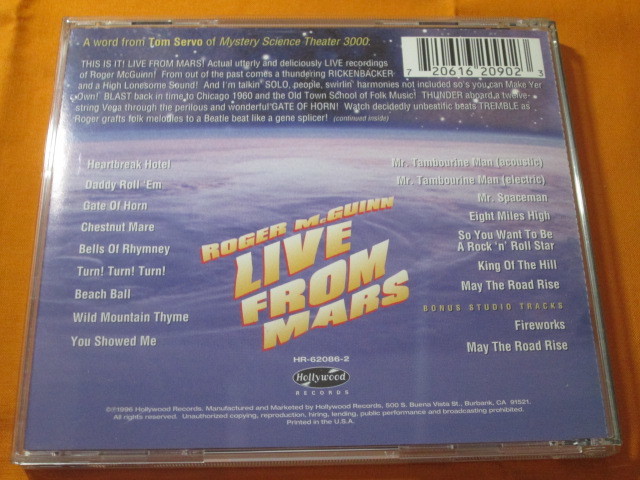 A word from Tom Servo of Mystery Science Theater 3000:
THIS IS IT! LIVE FROM MARS! Actual utterly and deliciously LIVE recordings
of Roger McGuinn! From out of the past comes a thundering RICKENBACKER
and a High Lonesome Sound! And I'm talkin' SOLO, people, swirlin' harmonies not included so's you can Make Yer
Own! BLAST back in time to Chicago 1960 and the Old Town School of Folk Music! THUNDER aboard a twelve-
string Vega through the perilous and wonderful GATE OF HORN! Watch decidedly unbeatific beats TREMBLE as
Roger grafts folk melodies to a Beatle beat like a gene splicer! (continued inside)
7 20616 20902 3
Heartbreak Hotel
Daddy Roll 'Em
Gate Of Horn
Chestnut Mare
Bells Of Rhymney
Turn! Turn! Turn!
Beach Ball
Wild Mountain Thyme
You Showed Me
ROGER McGUINN
LIVE
FROM
MARS
Mr. Tambourine Man (acoustic)
Mr. Tambourine Man (electric)
Mr. Spaceman
Eight Miles High
So You Want To Be
A Rock 'n' Roll Star
King Of The Hill
May The Road Rise
BONUS STUDIO TRACKS
Fireworks
May The Road Rise
HR-62086-2
Hollywood
RECORDS
℗©1996 Hollywood Records. Manufactured and Marketed by Hollywood Records, 500 S. Buena Vista St., Burbank, CA 91521.
All rights reserved. Unauthorized copying, reproduction, hiring, lending, public performance and broadcasting prohibited.
Printed in the U.S.A.